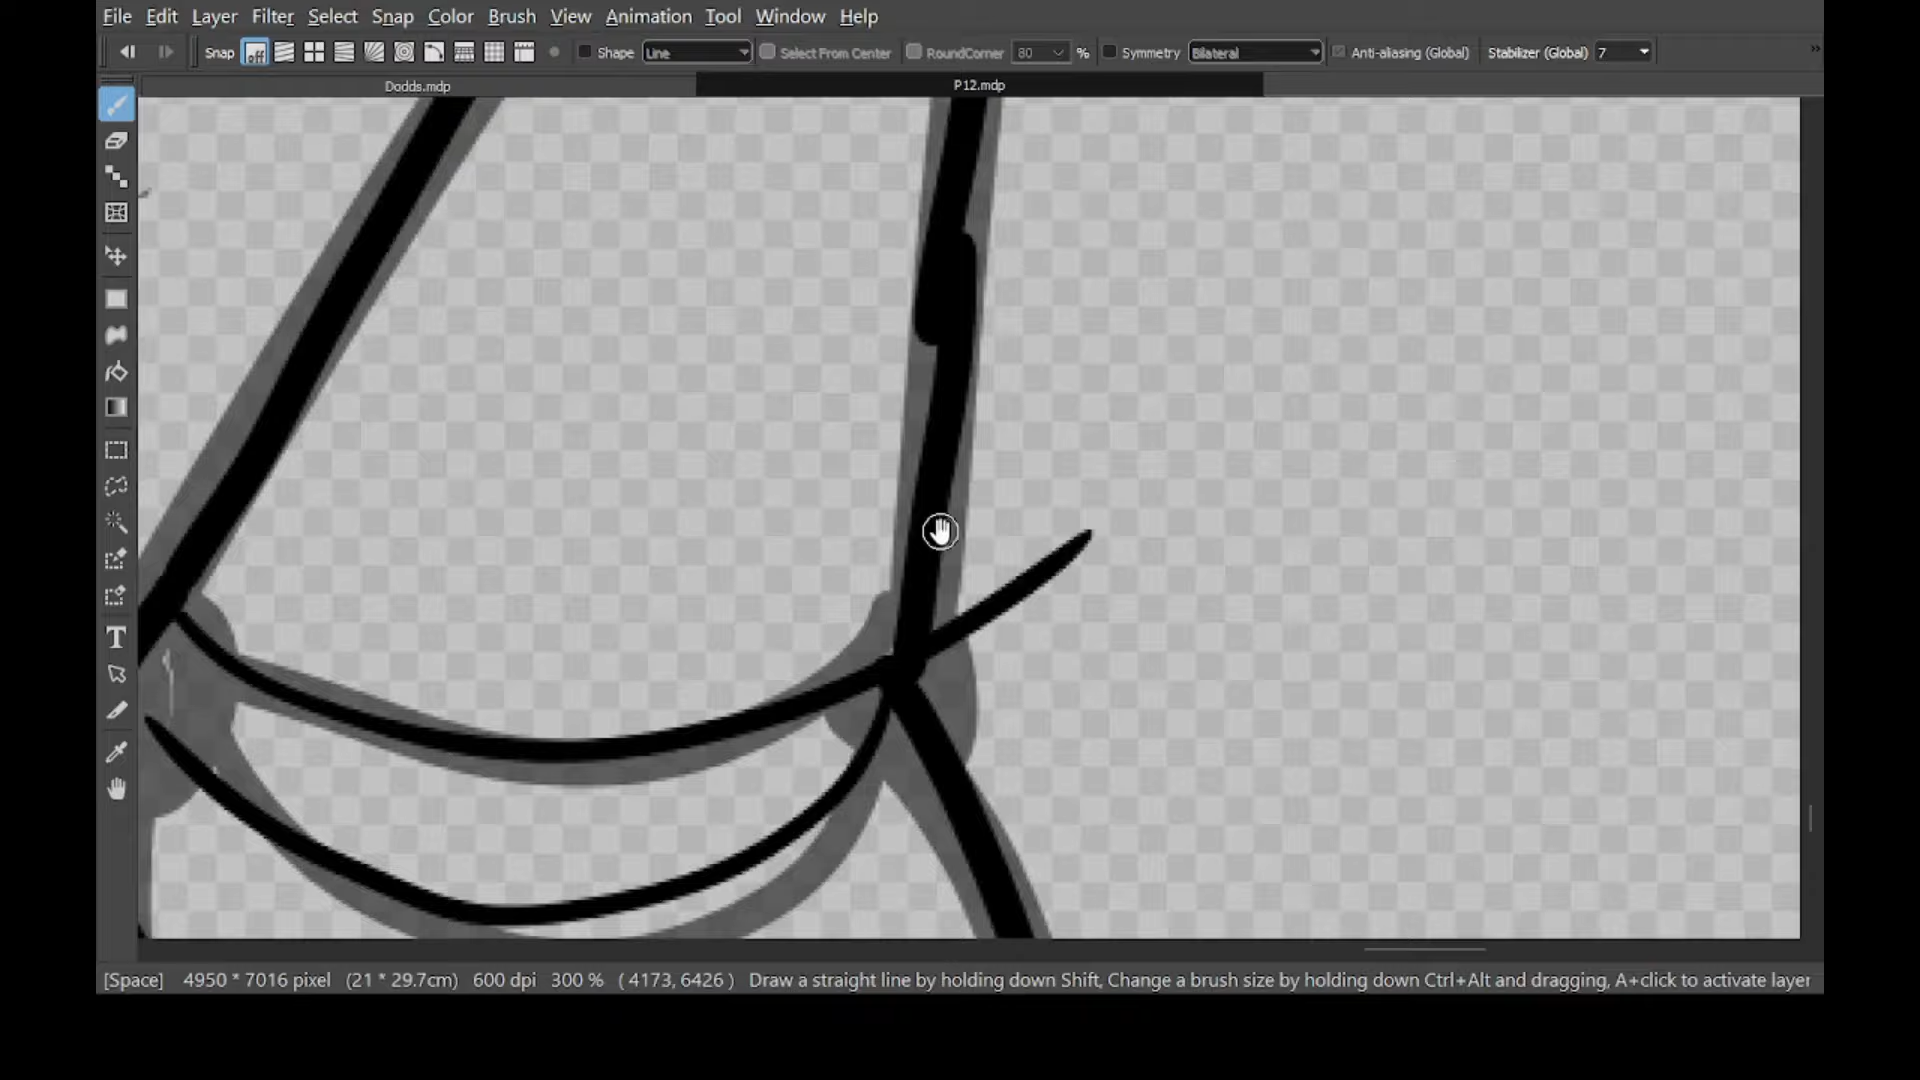 File Edit Layer Filter Select Snap Color Brush View Animation Tool Window Help
Snap off Shape Line Select From Center RoundCorner 80 % Symmetry Bilateral Anti-aliasing (Global) Stabilizer (Global) 7
Dodds.mdp P12.mdp
T
[Space] 4950 * 7016 pixel (21 * 29.7cm) 600 dpi 300 % ( 4173, 6426 ) Draw a straight line by holding down Shift, Change a brush size by holding down Ctrl+Alt and dragging, A+click to activate layer